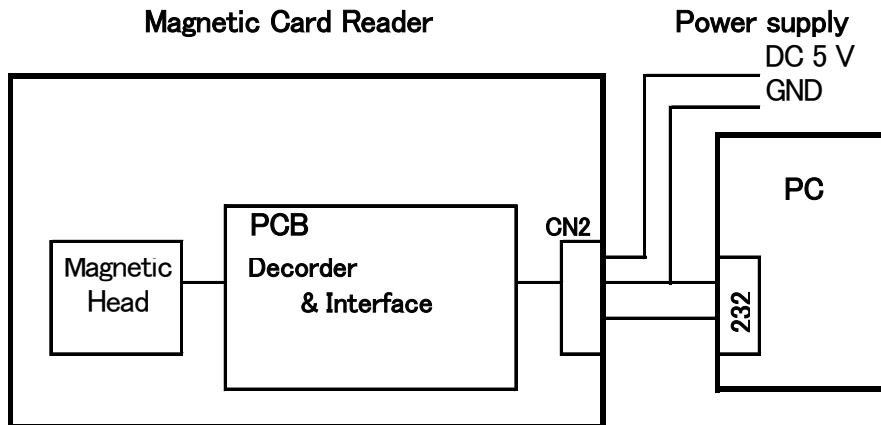 Magnetic Card Reader
Power supply
DC 5 V
GND
PC
PCB
CN2
Magnetic
Head
Decorder
& Interface
232